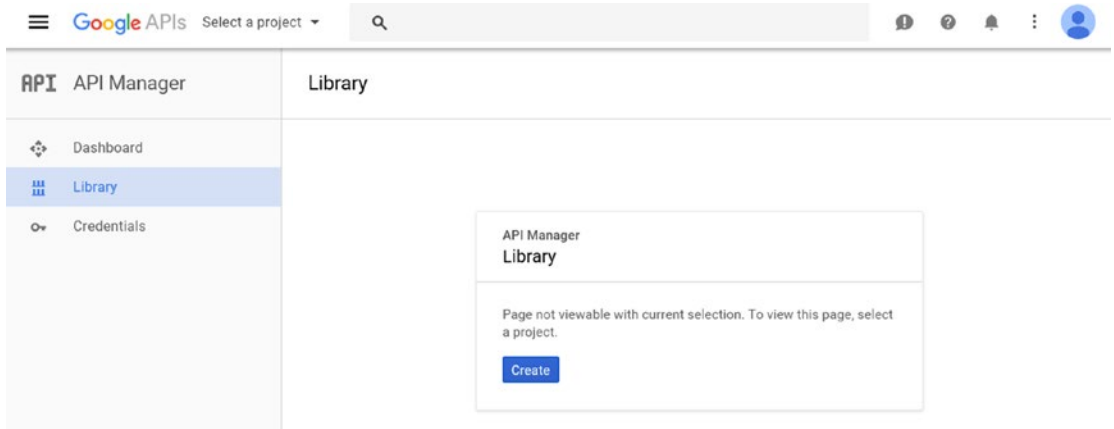 Google APIs Select a project
API API Manager
Library
Dashboard
Library
Credentials
API Manager
Library
Page not viewable with current selection. To view this page, select
a project.
Create